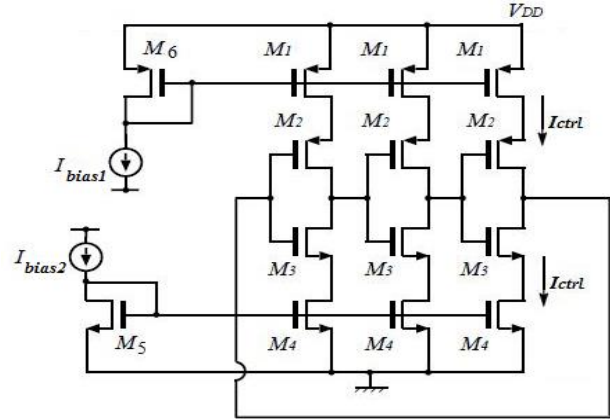 VDD
M6 M1 M1 M1
M2 M2 M2 Ictrl
Ibias1
Ibias2
M3 M3 M3 Ictrl
M5 M4 M4 M4